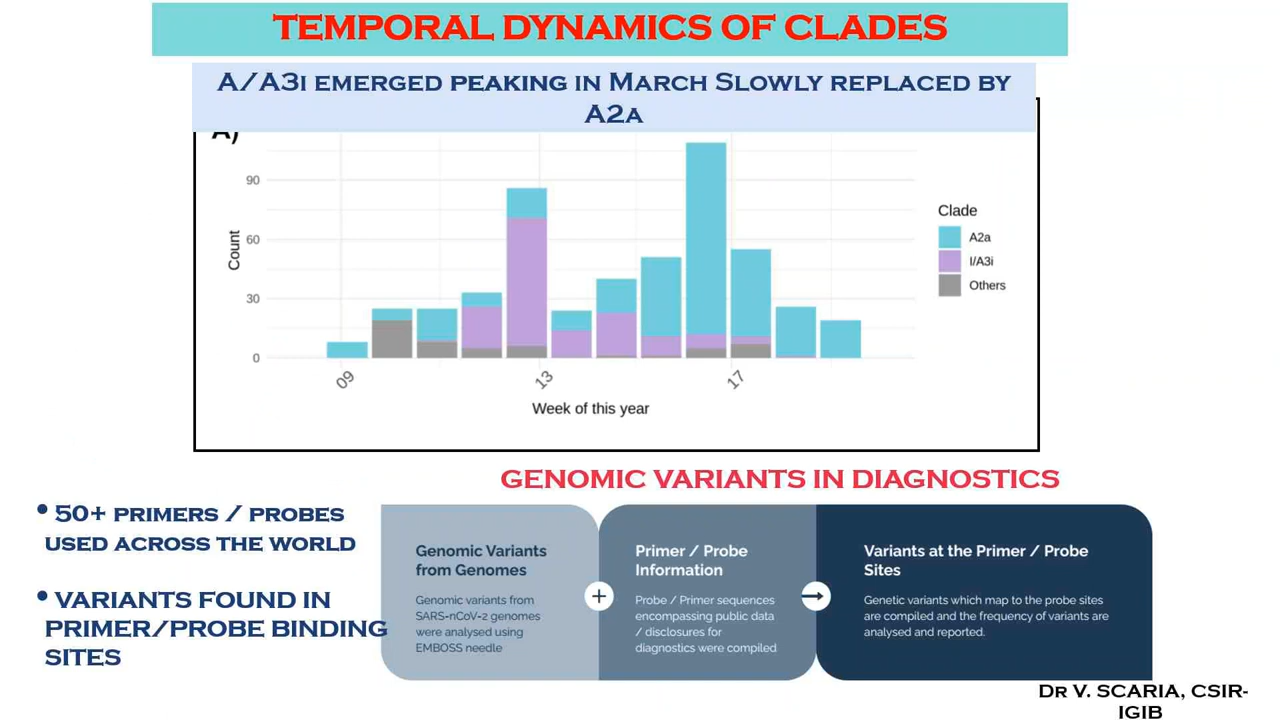 TEMPORAL DYNAMICS OF CLADES
A/A3i EMERGED PEAKING IN MARCH SLOWLY REPLACED BY
A2A
A)
90
60
30
0
Count
09
13
17
Week of this year
Clade
A2a
I/A3i
Others
GENOMIC VARIANTS IN DIAGNOSTICS
• 50+ PRIMERS / PROBES
USED ACROSS THE WORLD
• VARIANTS FOUND IN
PRIMER/PROBE BINDING
SITES
Genomic Variants
from Genomes
Genomic variants from
SARS-nCoV-2 genomes
were analysed using
EMBOSS needle
+
Primer / Probe
Information
Probe / Primer sequences
encompassing public data
/ disclosures for
diagnostics were compiled
Variants at the Primer / Probe
Sites
Genetic variants which map to the probe sites
are compiled and the frequency of variants are
analysed and reported.
DR V. SCARIA, CSIR-
IGIB